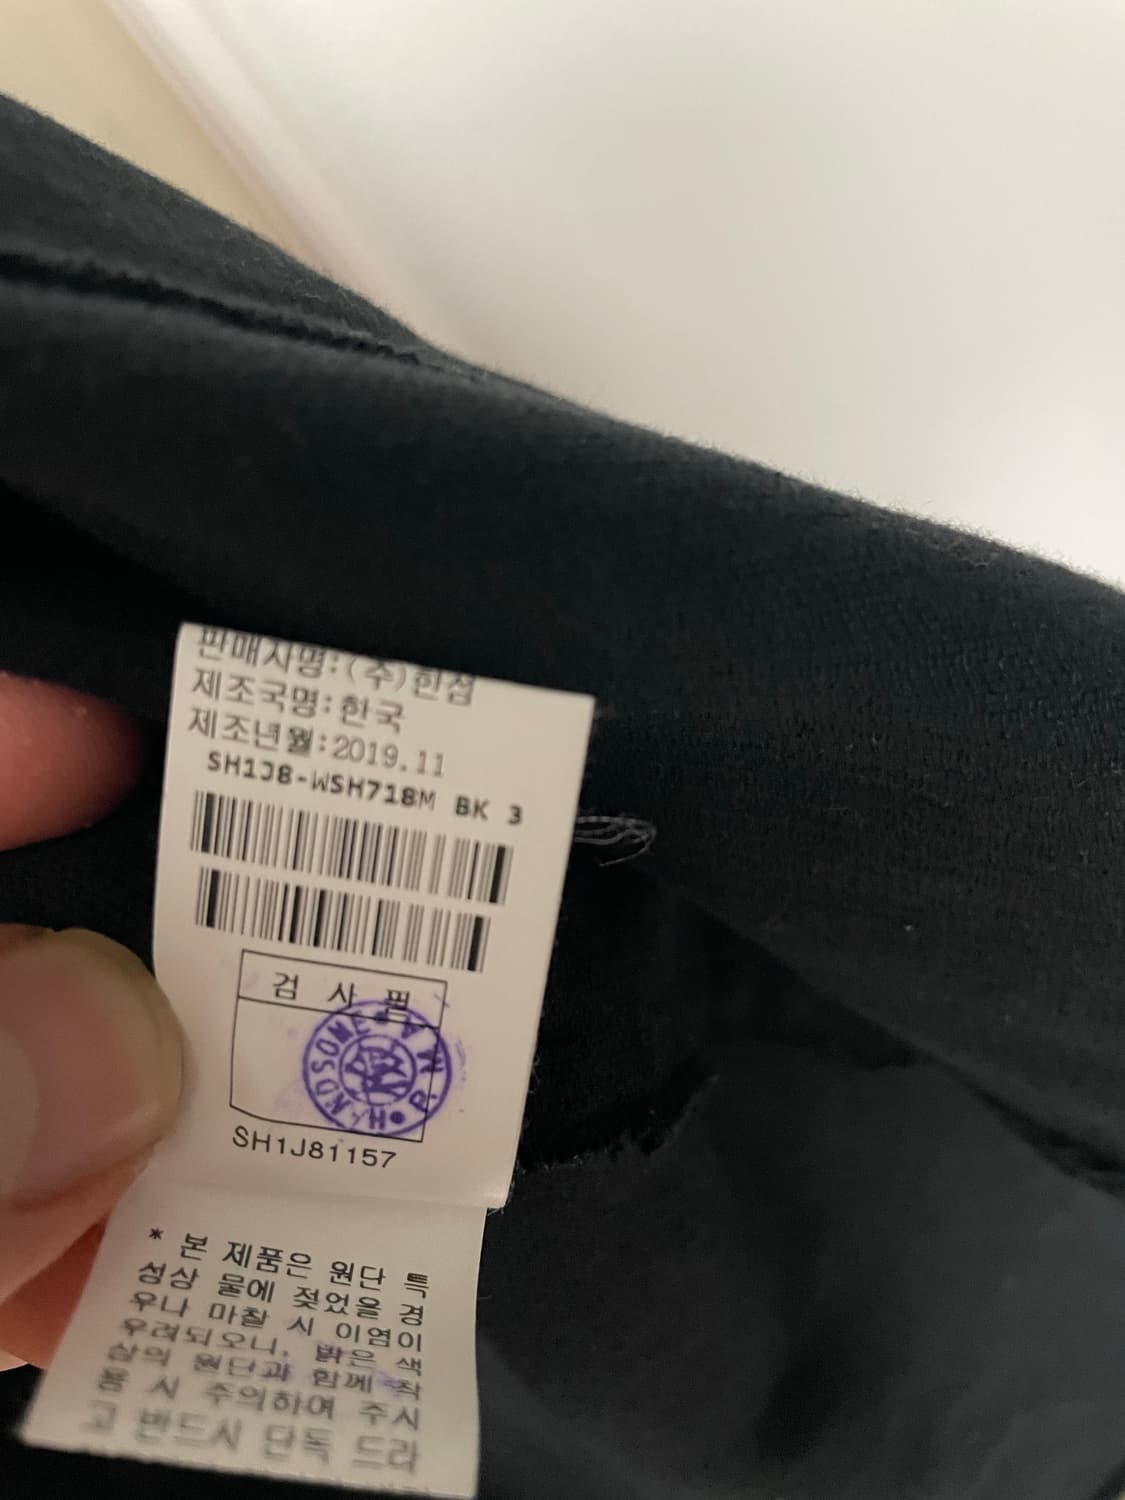 판매자명:(주)한섬
제조국명:한국
제조년월:2019.11
SH1J8-WSH718M BK 3
검 사 필
HANDSOME P.W.M.A
SH1J81157
* 본 제품은 원단 특
성상 물에 젖었을 경
우나 마찰 시 이염이
우려되오니, 밝은 색
상의 원단과 함께 착
용 시 주의하여 주시
고 반드시 단독 드라